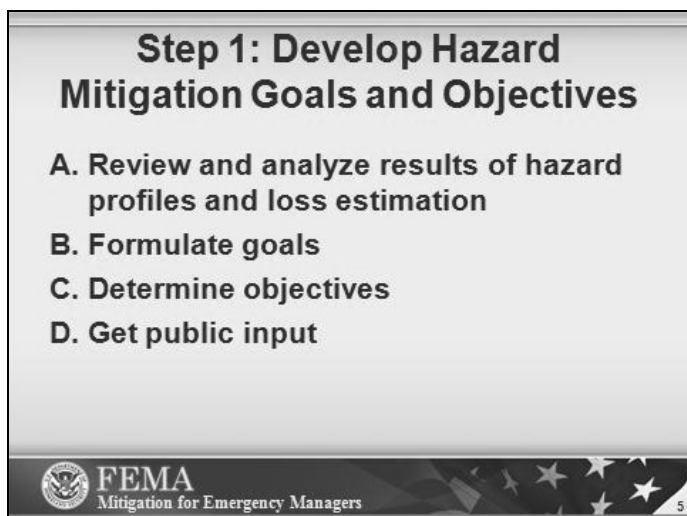 Step 1: Develop Hazard
Mitigation Goals and Objectives
A. Review and analyze results of hazard
profiles and loss estimation
B. Formulate goals
C. Determine objectives
D. Get public input
FEMA
Mitigation for Emergency Managers
5